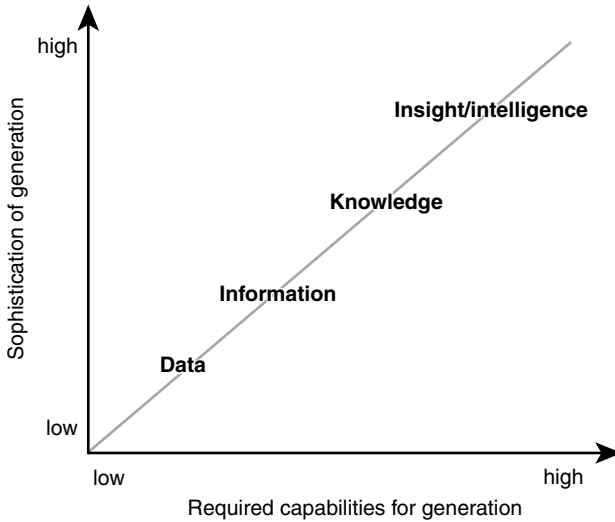 high
Insight/intelligence
Knowledge
Sophistication of generation
Information
Data
low
low
high
Required capabilities for generation